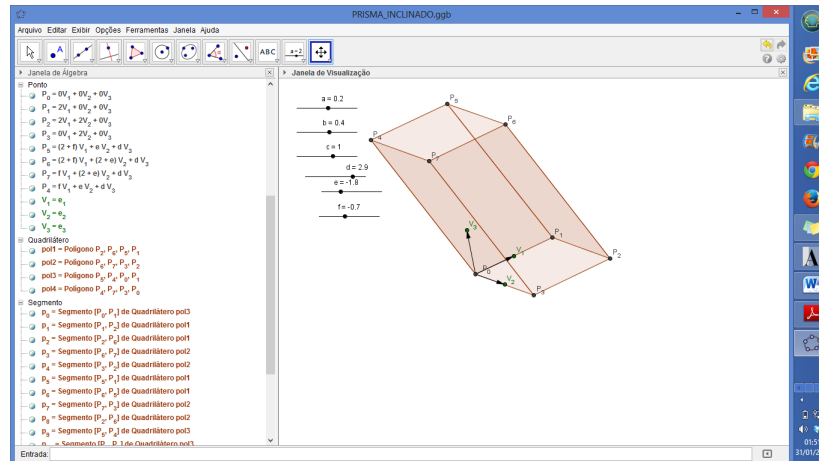 PRISMA_INCLINADO.ggb
Arquivo Editar Exibir Opções Ferramentas Janela Ajuda
A
ABC
a=2
Janela de Álgebra
Janela de Visualização
Ponto
P0 = 0V1 + 0V2 + 0V3
P1 = 2V1 + 0V2 + 0V3
P2 = 2V1 + 2V2 + 0V3
P3 = 0V1 + 2V2 + 0V3
P5 = (2 + f) V1 + e V2 + d V3
P6 = (2 + f) V1 + (2 + e) V2 + d V3
P7 = f V1 + (2 + e) V2 + d V3
P4 = f V1 + e V2 + d V3
V1 = e1
V2 = e2
V3 = e3
Quadrilátero
pol1 = Polígono P2, P6, P5, P1
pol2 = Polígono P6, P7, P3, P2
pol3 = Polígono P5, P4, P0, P1
pol4 = Polígono P4, P7, P3, P0
Segmento
p0 = Segmento [P0, P1] de Quadrilátero pol3
p1 = Segmento [P1, P2] de Quadrilátero pol1
p2 = Segmento [P2, P6] de Quadrilátero pol1
p3 = Segmento [P6, P7] de Quadrilátero pol2
p4 = Segmento [P3, P2] de Quadrilátero pol2
p5 = Segmento [P5, P1] de Quadrilátero pol1
p6 = Segmento [P6, P5] de Quadrilátero pol1
p7 = Segmento [P7, P3] de Quadrilátero pol2
p8 = Segmento [P2, P6] de Quadrilátero pol2
p9 = Segmento [P5, P4] de Quadrilátero pol3
a = 0.2
b = 0.4
c = 1
d = 2.9
e = -1.8
f = -0.7
P5
P6
P4
P7
V3
P1
V1
P2
P0
V2
P3
Entrada:
01:5
31/01/2